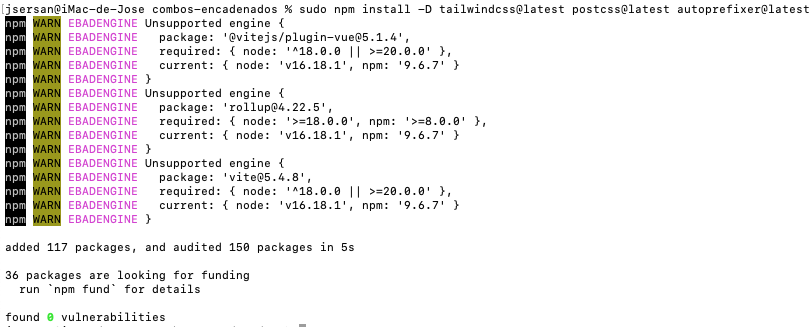 [jsersan@iMac-de-Jose combos-encadenados % sudo npm install -D tailwindcss@latest postcss@latest autoprefixer@latest
npm WARN EBADENGINE Unsupported engine {
npm WARN EBADENGINE   package: '@vitejs/plugin-vue@5.1.4',
npm WARN EBADENGINE   required: { node: '^18.0.0 || >=20.0.0' },
npm WARN EBADENGINE   current: { node: 'v16.18.1', npm: '9.6.7' }
npm WARN EBADENGINE }
npm WARN EBADENGINE Unsupported engine {
npm WARN EBADENGINE   package: 'rollup@4.22.5',
npm WARN EBADENGINE   required: { node: '>=18.0.0', npm: '>=8.0.0' },
npm WARN EBADENGINE   current: { node: 'v16.18.1', npm: '9.6.7' }
npm WARN EBADENGINE }
npm WARN EBADENGINE Unsupported engine {
npm WARN EBADENGINE   package: 'vite@5.4.8',
npm WARN EBADENGINE   required: { node: '^18.0.0 || >=20.0.0' },
npm WARN EBADENGINE   current: { node: 'v16.18.1', npm: '9.6.7' }
npm WARN EBADENGINE }
added 117 packages, and audited 150 packages in 5s
36 packages are looking for funding
  run `npm fund` for details
found 0 vulnerabilities